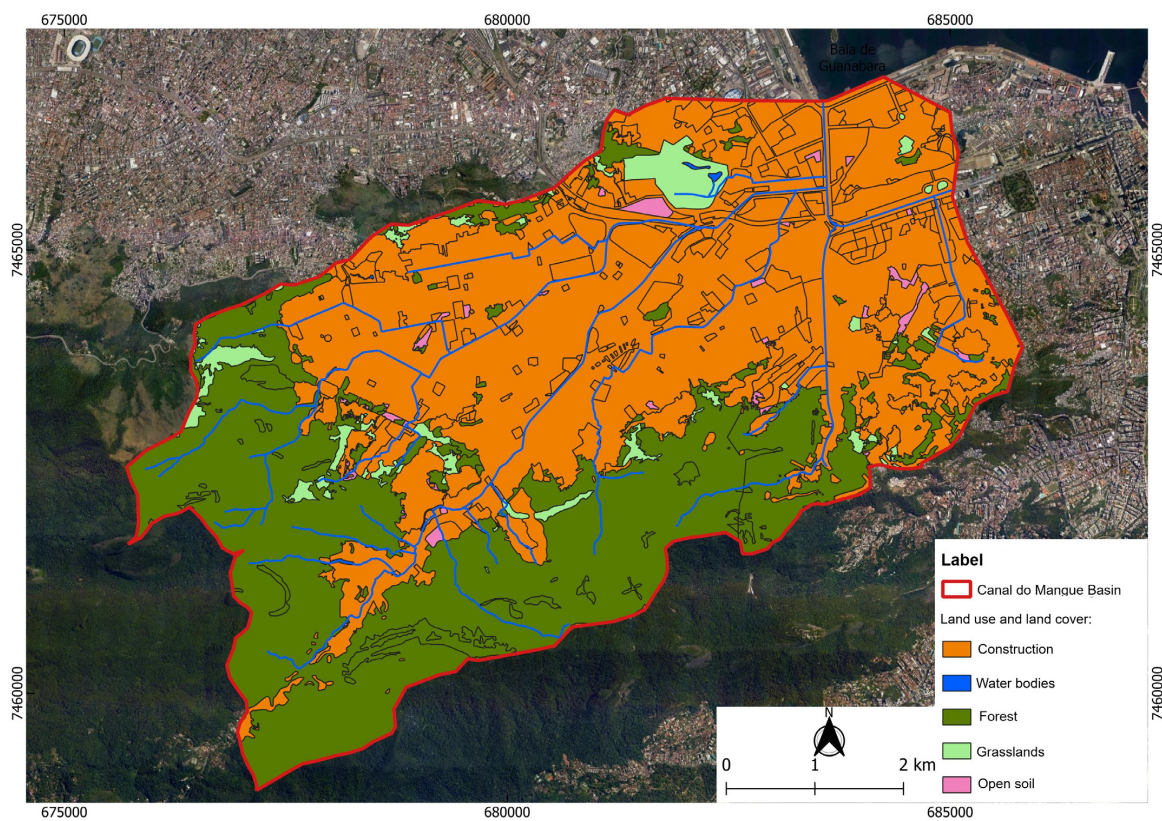 675000 680000 685000
Baía de
Guanabara
7465000 7465000
Label
Canal do Mangue Basin
Land use and land cover:
Construction
Water bodies
Forest
Grasslands
Open soil
7460000 7460000
N
0 1 2 km
675000 680000 685000